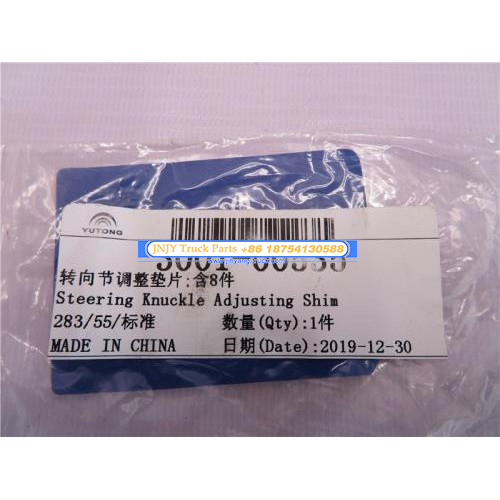 YUTONG
JNJY Truck Parts +86 18754130588
转向节调整垫片:含8件
Steering Knuckle Adjusting Shim
283/55/标准 数量(Qty):1件
MADE IN CHINA 日期(Date):2019-12-30